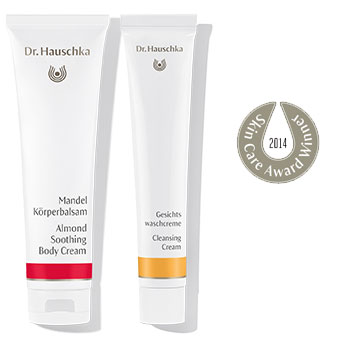 Dr. Hauschka
Mandel
Körperbalsam
Almond
Soothing
Body Cream
Dr. Hauschka
Gesichts
waschcreme
Cleansing
Cream
Skin Care Award Winner
2014